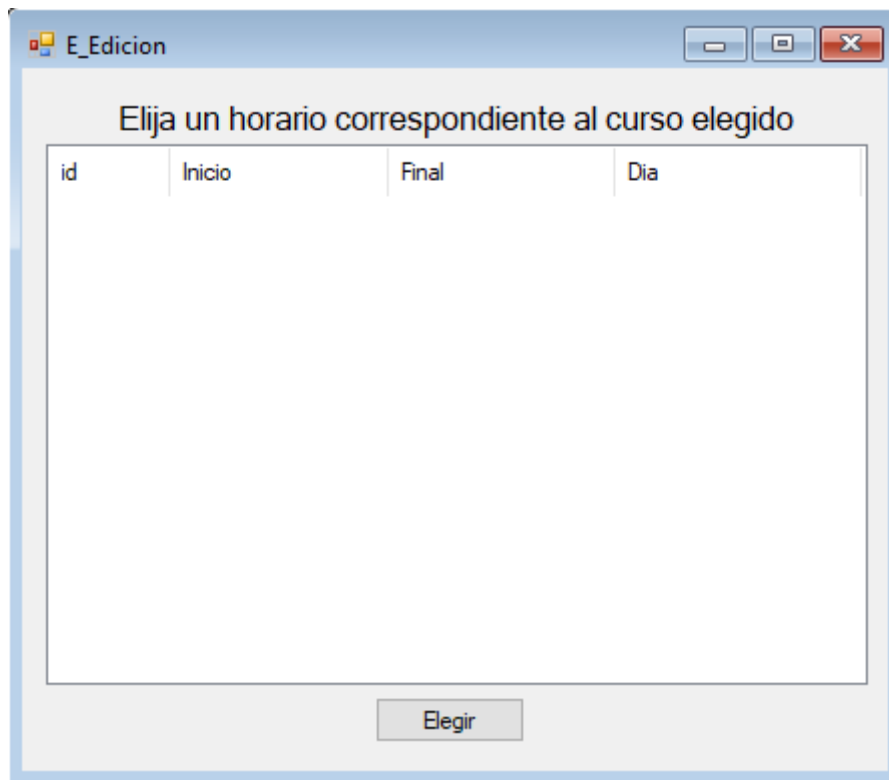 E_Edicion
Elija un horario correspondiente al curso elegido
id Inicio Final Dia
Elegir